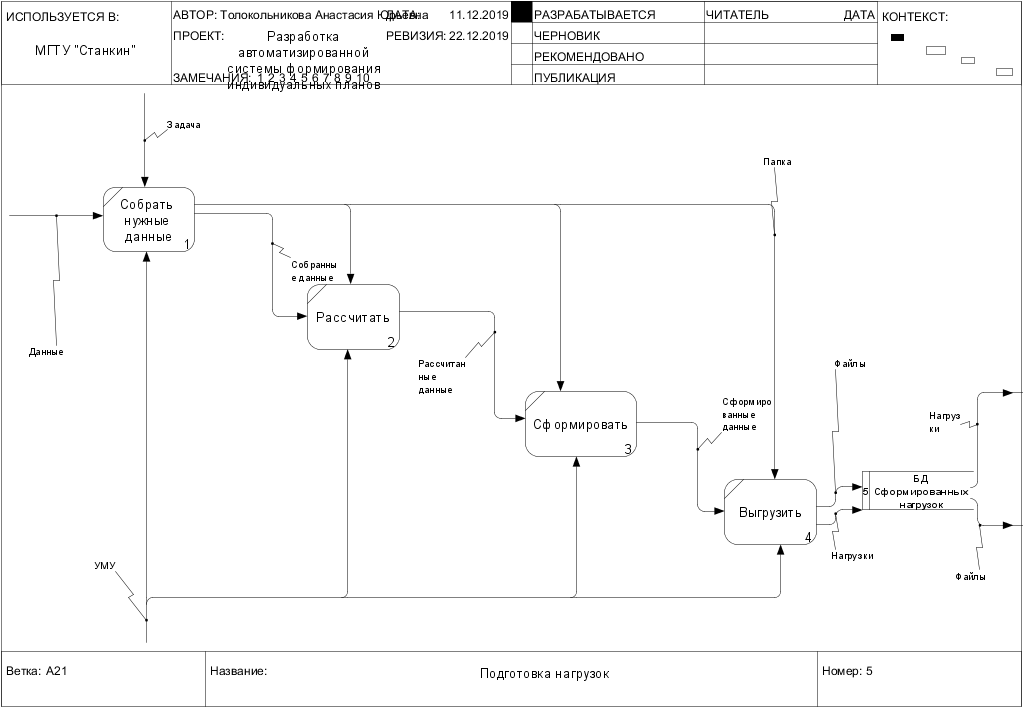 ИСПОЛЬЗУЕТСЯ В:
МГТУ "Станкин"
АВТОР: Толокольникова Анастасия Юрьевна
ДАТА: 11.12.2019
ПРОЕКТ: Разработка
автоматизированной
системы формирования
индивидуальных планов
РЕВИЗИЯ: 22.12.2019
ЗАМЕЧАНИЯ: 1 2 3 4 5 6 7 8 9 10
РАЗРАБАТЫВАЕТСЯ
ЧЕРНОВИК
РЕКОМЕНДОВАНО
ПУБЛИКАЦИЯ
ЧИТАТЕЛЬ ДАТА
КОНТЕКСТ:
Задача
Папка
Собрать
нужные
данные
1
Собранны
е данные
Данные
Рассчитать
2
Рассчитан
ные
данные
Файлы
Сформировать
3
Сформиро
ванные
данные
Нагруз
ки
БД
5 Сформированных
нагрузок
Выгрузить
4
Нагрузки
УМУ
Файлы
Ветка: A21
Название: Подготовка нагрузок
Номер: 5